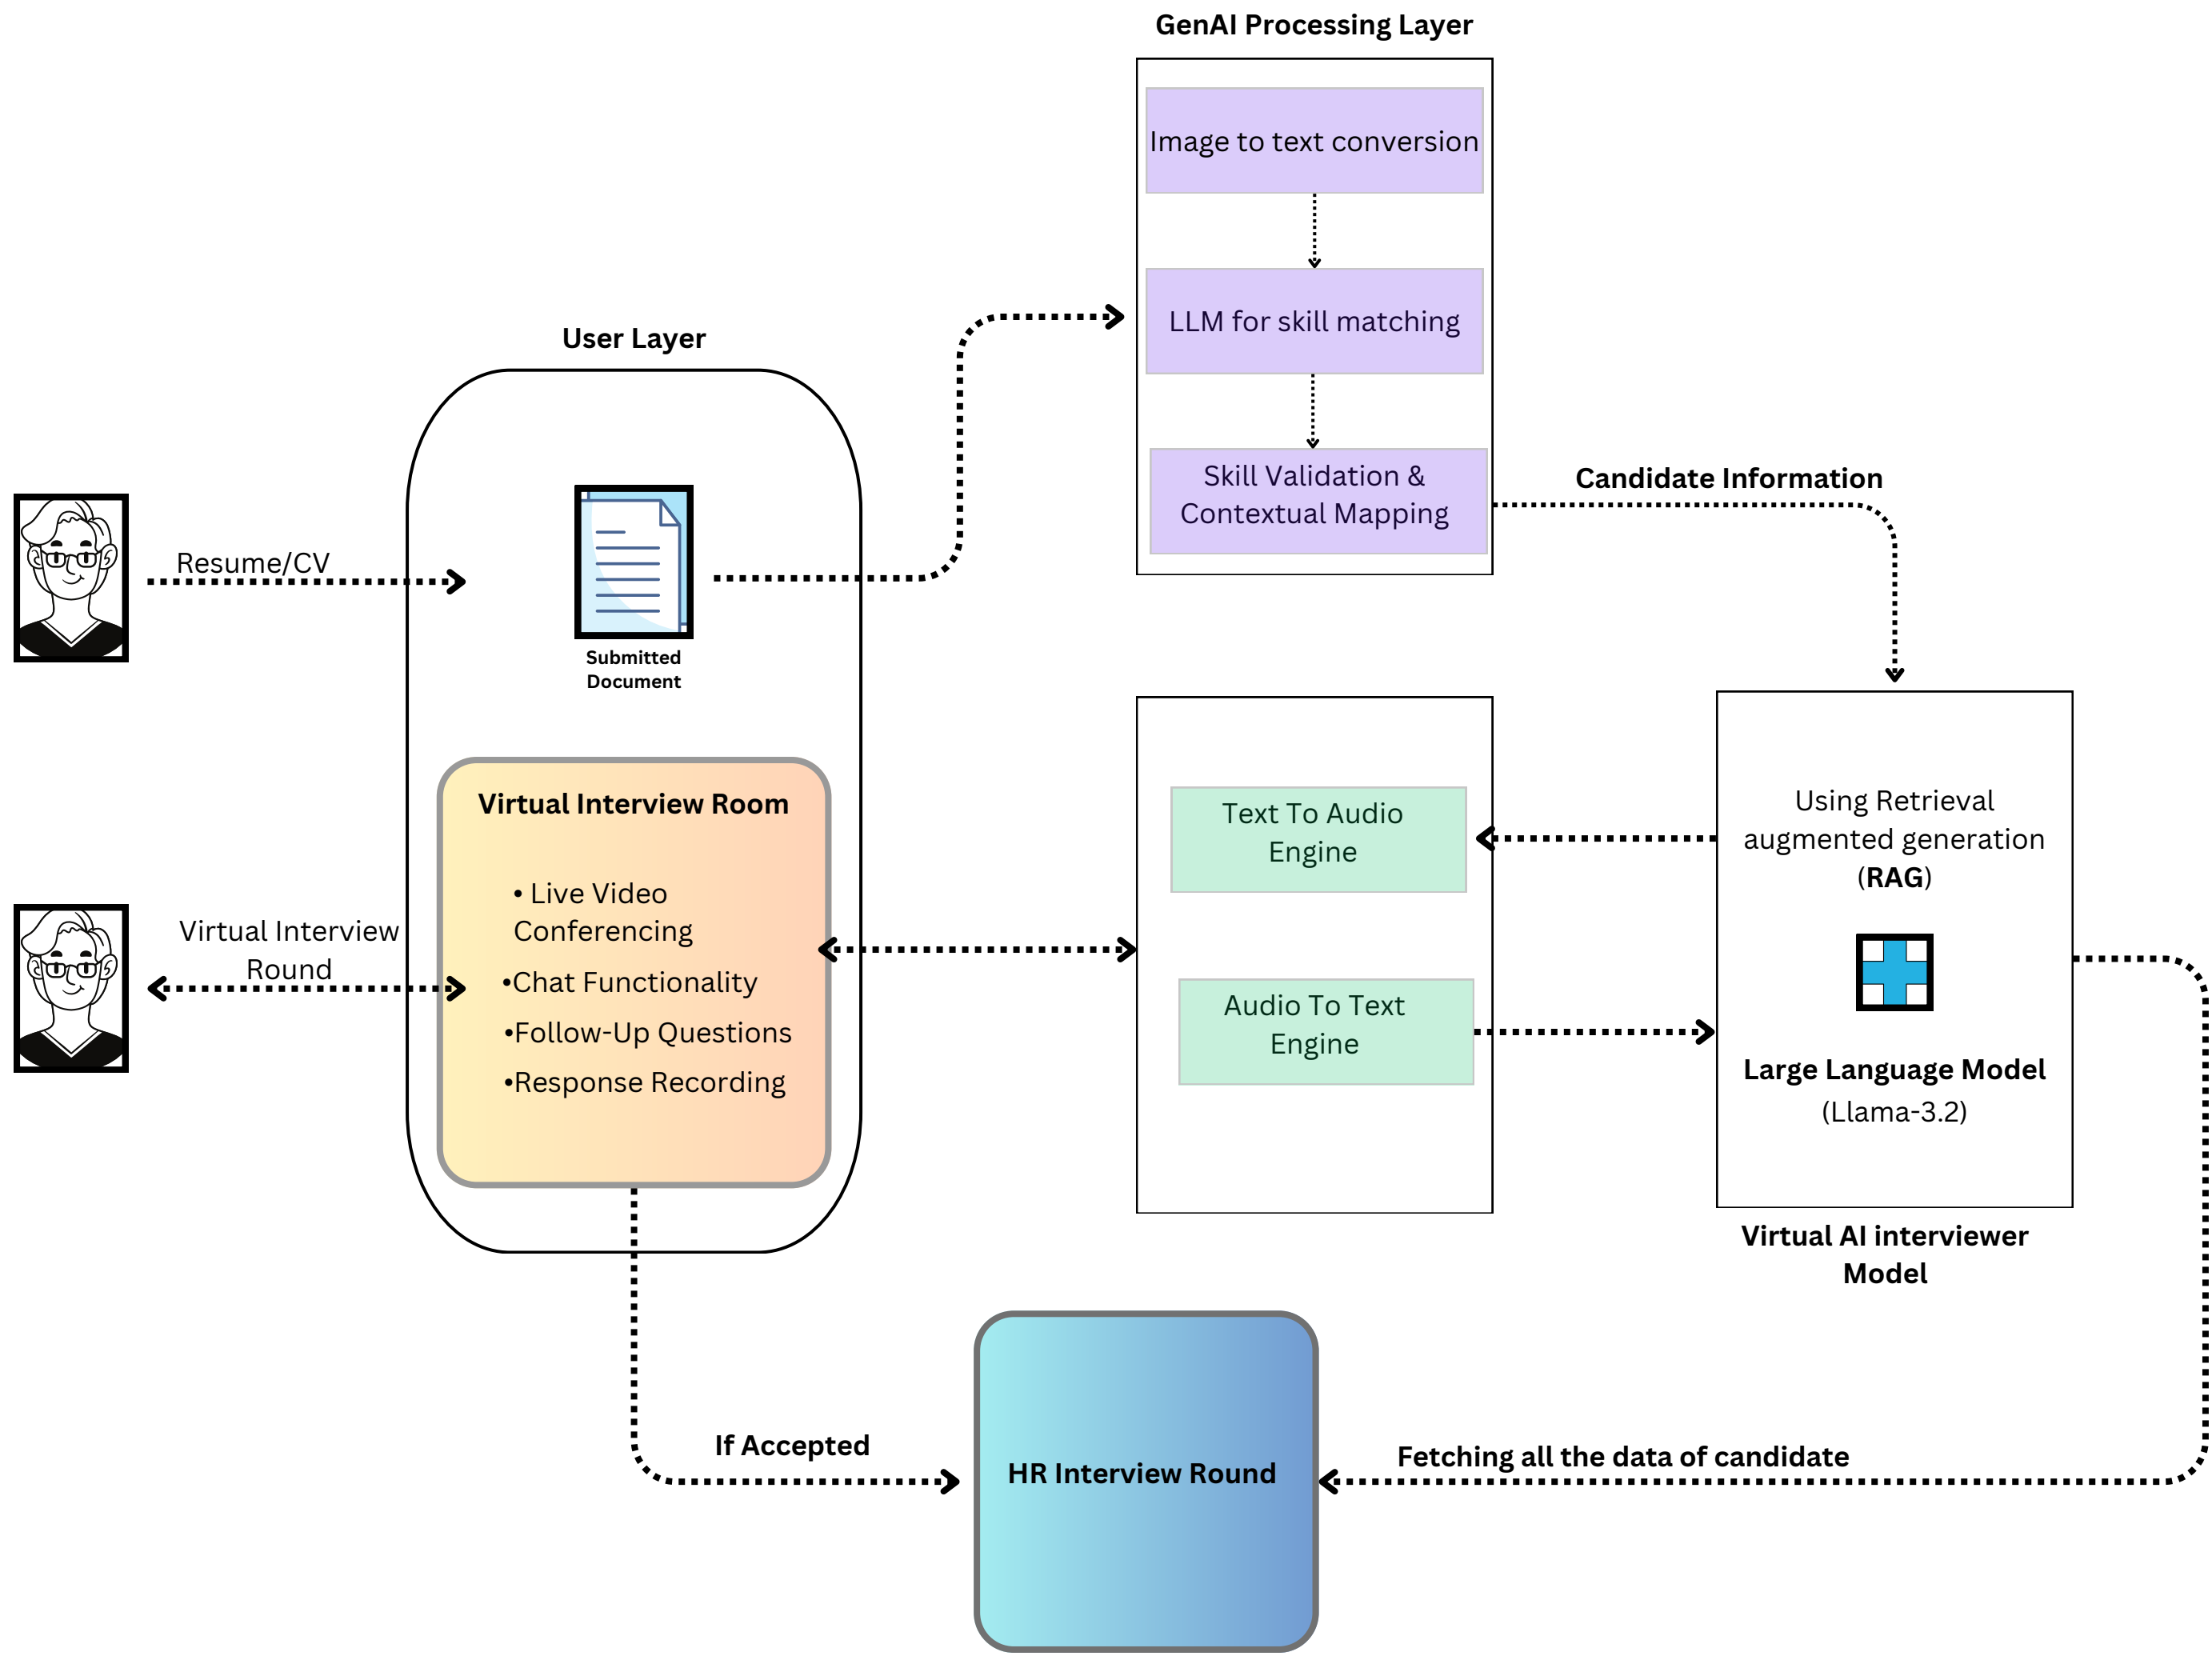 GenAI Processing Layer
Image to text conversion
LLM for skill matching
Skill Validation &
Contextual Mapping
Candidate Information
User Layer
Resume/CV
Submitted
Document
Virtual Interview Room
• Live Video
Conferencing
•Chat Functionality
•Follow-Up Questions
•Response Recording
Virtual Interview
Round
Text To Audio
Engine
Audio To Text
Engine
Using Retrieval
augmented generation
(RAG)
Large Language Model
(Llama-3.2)
Virtual AI interviewer
Model
If Accepted
HR Interview Round
Fetching all the data of candidate